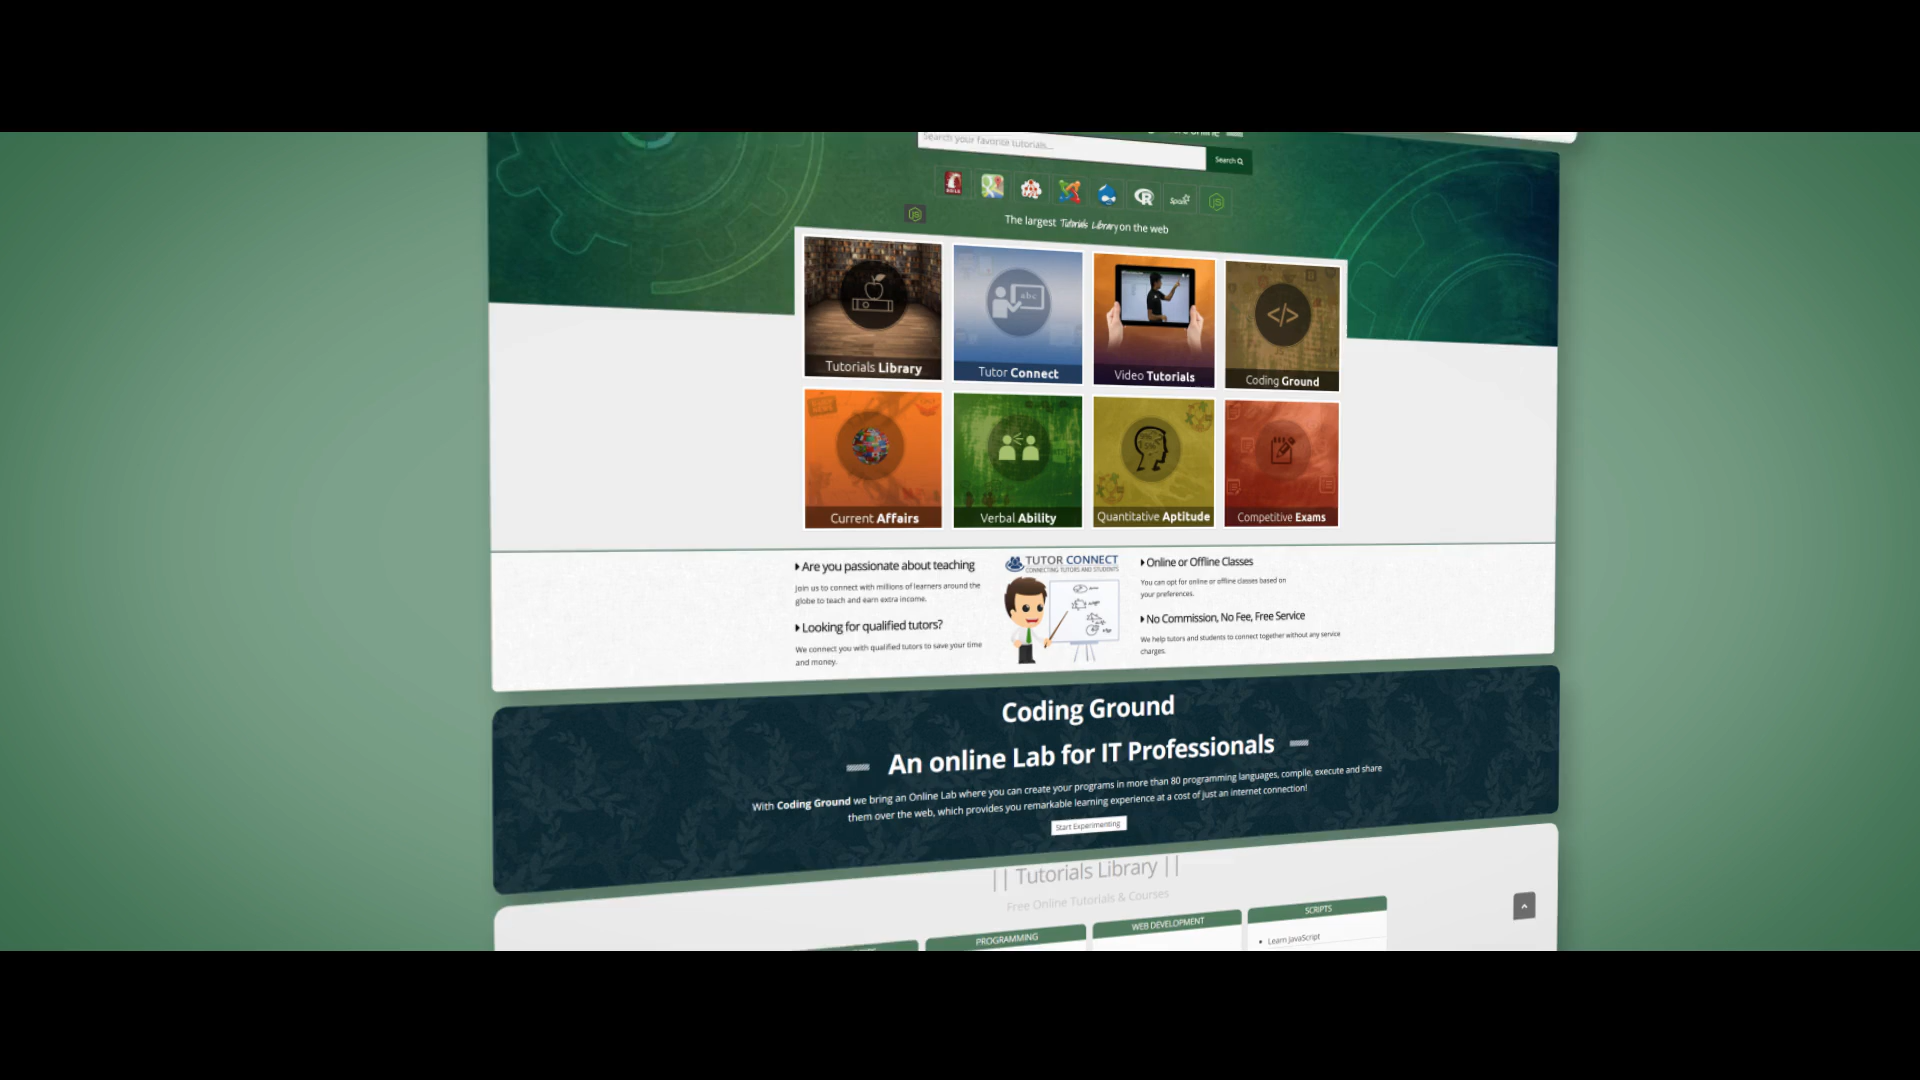 Search your favorite tutorials...
Search
Spark
The largest Tutorials Library on the web
abc
Tutorials Library
Tutor Connect
Video Tutorials
Coding Ground
Current Affairs
Verbal Ability
Quantitative Aptitude
Competitive Exams
Are you passionate about teaching
Join us to connect with millions of learners around the
globe to teach and earn extra income.
Looking for qualified tutors?
We connect you with qualified tutors to save your time
and money.
TUTOR CONNECT
CONNECTING TUTORS AND STUDENTS
Online or Offline Classes
You can opt for online or offline classes based on
your preferences.
No Commission, No Fee, Free Service
We help tutors and students to connect together without any service
charges.
Coding Ground
An online Lab for IT Professionals
With Coding Ground we bring an Online Lab where you can create your programs in more than 80 programming languages, compile, execute and share
them over the web, which provides you remarkable learning experience at a cost of just an internet connection!
Start Experimenting
|| Tutorials Library ||
Free Online Tutorials & Courses
PROGRAMMING
WEB DEVELOPMENT
SCRIPTS
Learn JavaScript